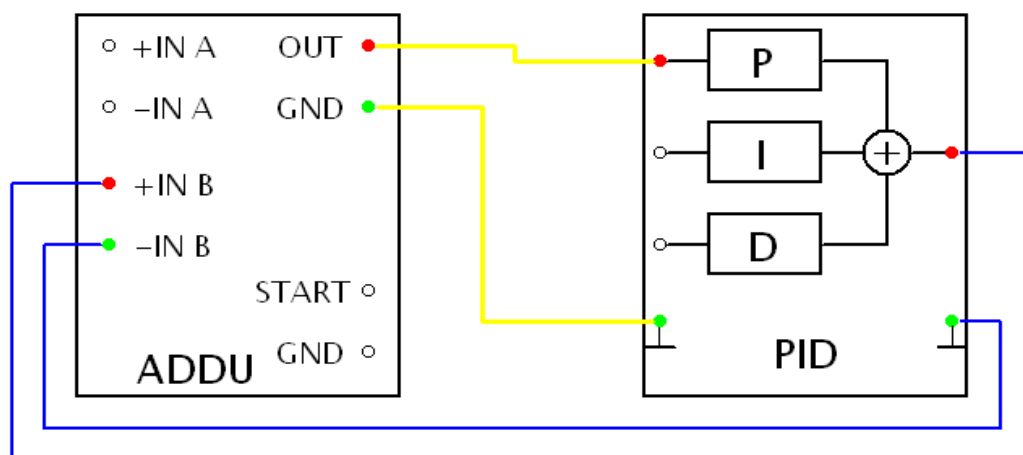 +IN A
OUT
−IN A
GND
+IN B
−IN B
START
GND
ADDU
P
I
D
+
PID